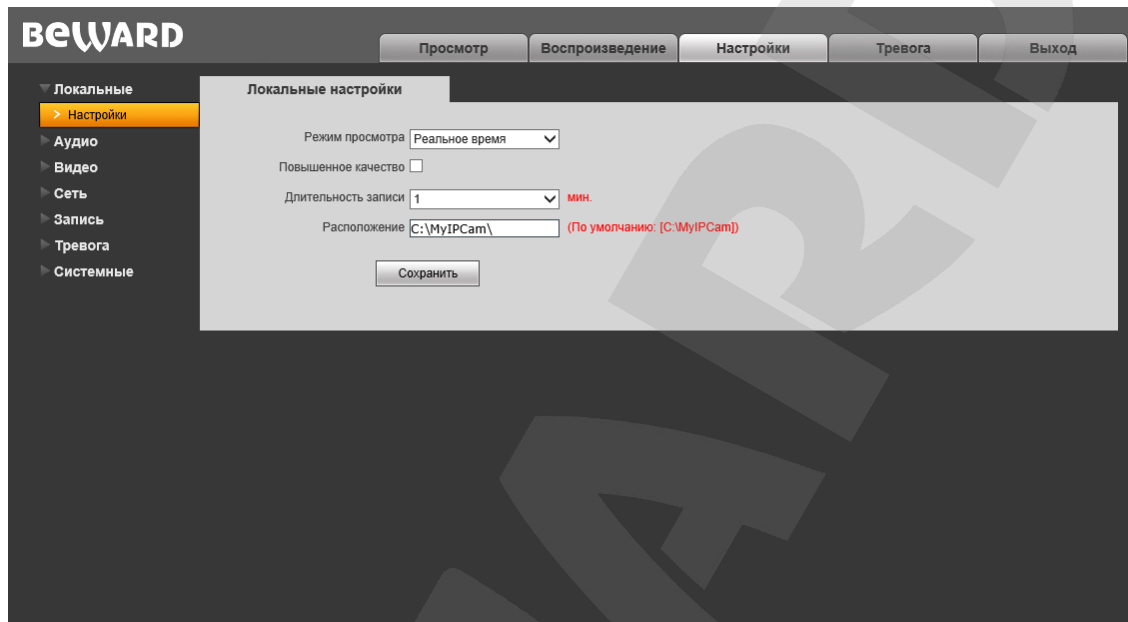 BEWARD
Просмотр
Воспроизведение
Настройки
Тревога
Выход
Локальные
> Настройки
Аудио
Видео
Сеть
Запись
Тревога
Системные
Локальные настройки
Режим просмотра Реальное время
Повышенное качество
Длительность записи 1 мин.
Расположение C:\MyIPCam\ (По умолчанию: [C:\MyIPCam])
Сохранить